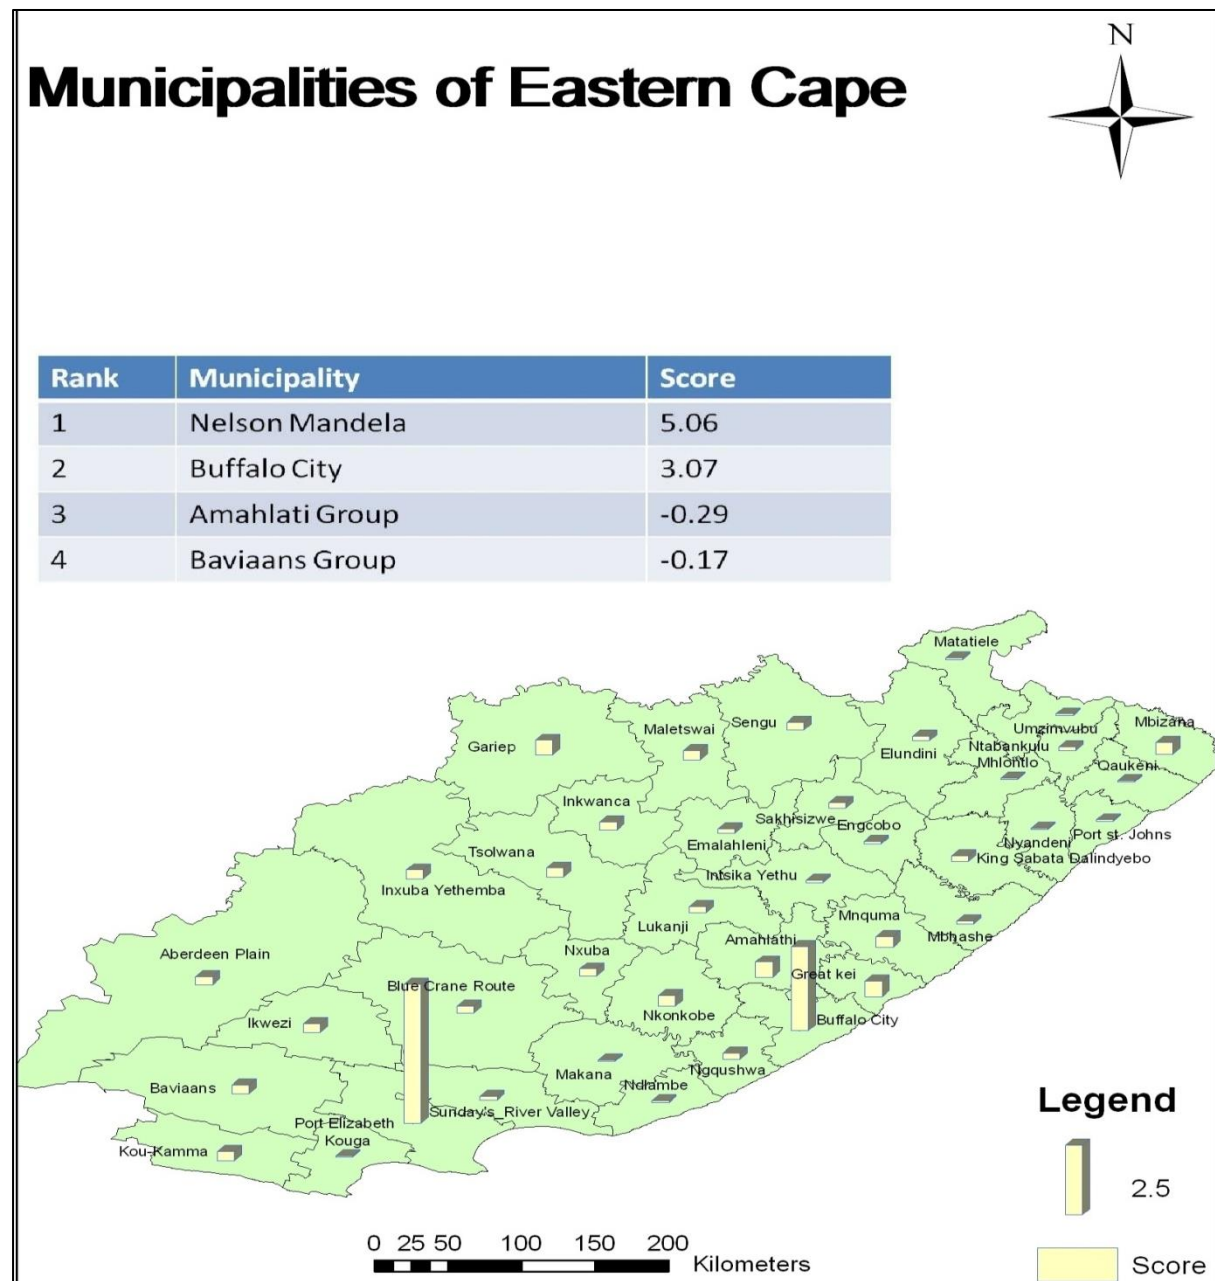 N
Municipalities of Eastern Cape
Rank Municipality Score
1 Nelson Mandela 5.06
2 Buffalo City 3.07
3 Amahlati Group -0.29
4 Baviaans Group -0.17
Matatiele
Sengu
Maletswai
Gariep
Elundini
Umzimvubu
Mbizana
Ntabankulu
Mhlontlo
Qaukeni
Inkwanca
Sakhisizwe
Engcobo
Emalahleni
Nyandeni
Port st. Johns
King Sabata Dalindyebo
Tsolwana
Inxuba Yethemba
Intsika Yethu
Lukanji
Mnquma
Mbhashe
Amahlathi
Aberdeen Plain
Nxuba
Great kei
Blue Crane Route
Ikwezi
Nkonkobe
Buffalo City
Baviaans
Makana
Ngqushwa
Ndlambe
Sunday's_River Valley
Port Elizabeth
Kouga
Kou-Kamma
Legend
2.5
Score
0 25 50 100 150 200
Kilometers